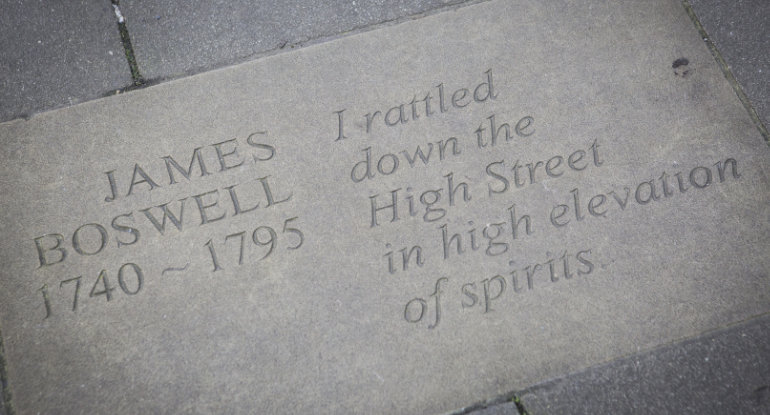 JAMES
BOSWELL
1740 ~ 1795
I rattled
down the
High Street
in high elevation
of spirits